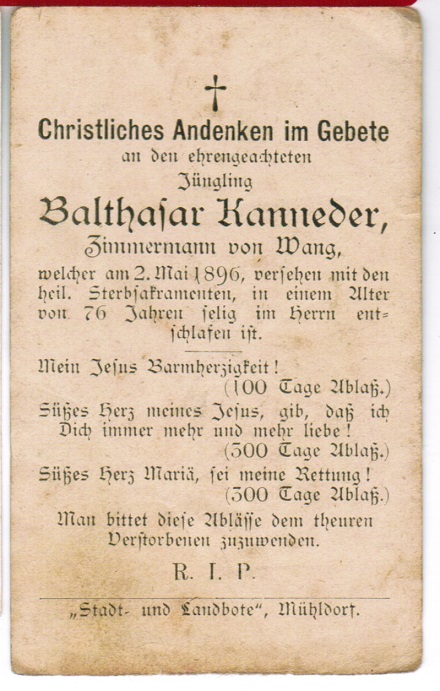 Christliches Andenken im Gebete
an den ehrengeachteten
Jüngling
Balthasar Kanneder,
Zimmermann von Wang,
welcher am 2. Mai 1896, versehen mit den
heil. Sterbsakramenten, in einem Alter
von 76 Jahren selig im Herrn ent-
schlafen ist.
Mein Jesus Barmherzigkeit!
(100 Tage Ablaß.)
Süßes Herz meines Jesus, gib, daß ich
Dich immer mehr und mehr liebe!
(300 Tage Ablaß.)
Süßes Herz Mariä, sei meine Rettung!
(300 Tage Ablaß.)
Man bittet diese Ablässe dem theuren
Verstorbenen zuzuwenden.
R. I. P.
„Stadt- und Landbote“, Mühldorf.